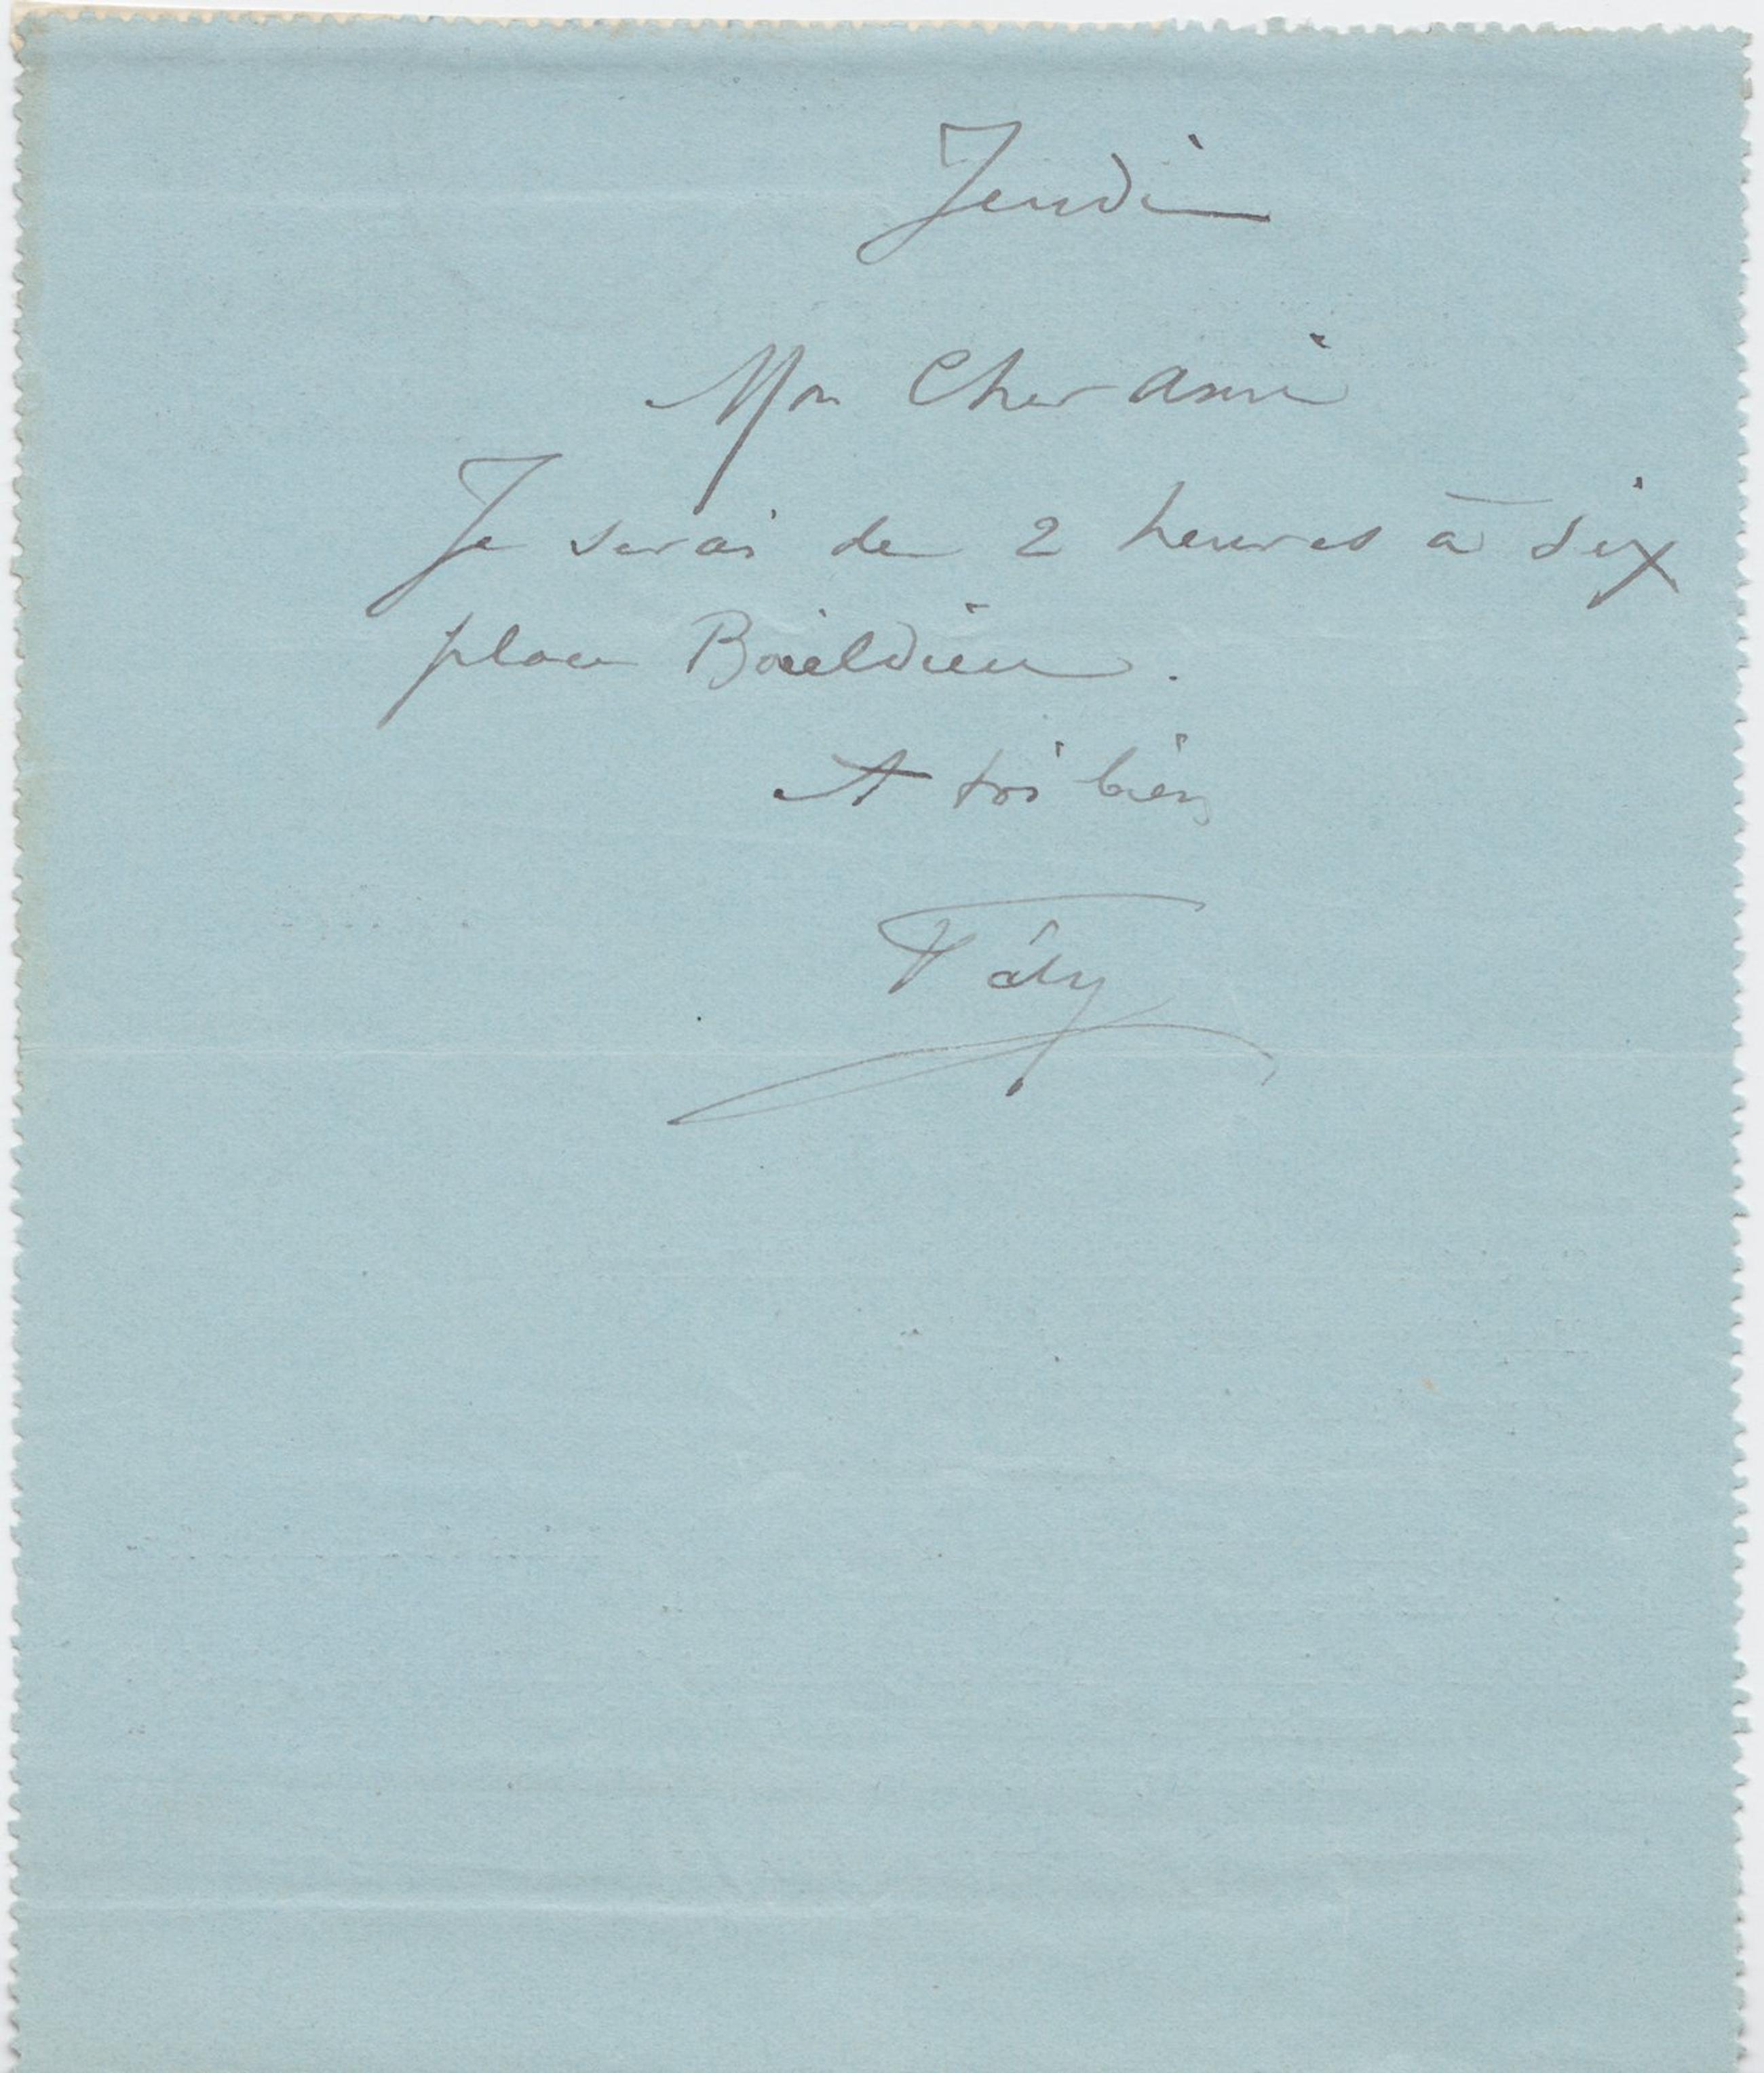 Jeudi
Mon Cher ami
Je serai de 2 heures à six
place Boieldieu.
A toi bien